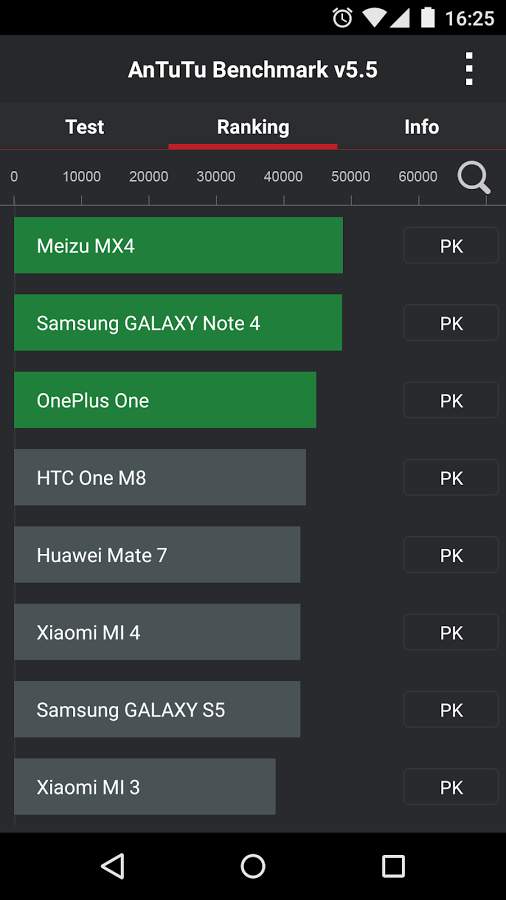 16:25
AnTuTu Benchmark v5.5
Test Ranking Info
0 10000 20000 30000 40000 50000 60000
Meizu MX4 PK
Samsung GALAXY Note 4 PK
OnePlus One PK
HTC One M8 PK
Huawei Mate 7 PK
Xiaomi MI 4 PK
Samsung GALAXY S5 PK
Xiaomi MI 3 PK